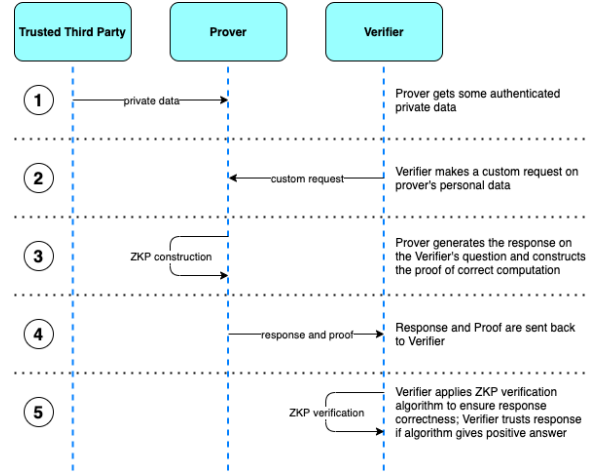 Trusted Third Party
Prover
Verifier
1
private data
Prover gets some authenticated
private data
2
custom request
Verifier makes a custom request on
prover's personal data
3
ZKP construction
Prover generates the response on
the Verifier's question and constructs
the proof of correct computation
4
response and proof
Response and Proof are sent back
to Verifier
5
ZKP verification
Verifier applies ZKP verification
algorithm to ensure response
correctness; Verifier trusts response
if algorithm gives positive answer